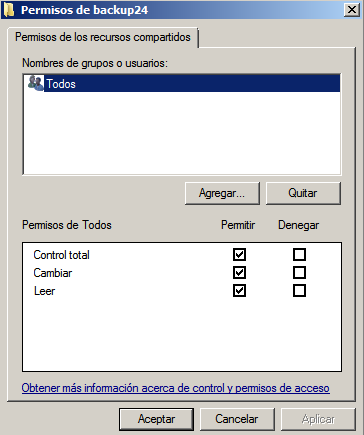 Permisos de backup24
Permisos de los recursos compartidos
Nombres de grupos o usuarios:
Todos
Agregar... Quitar
Permisos de Todos Permitir Denegar
Control total
Cambiar
Leer
Obtener más información acerca de control y permisos de acceso
Aceptar Cancelar Aplicar